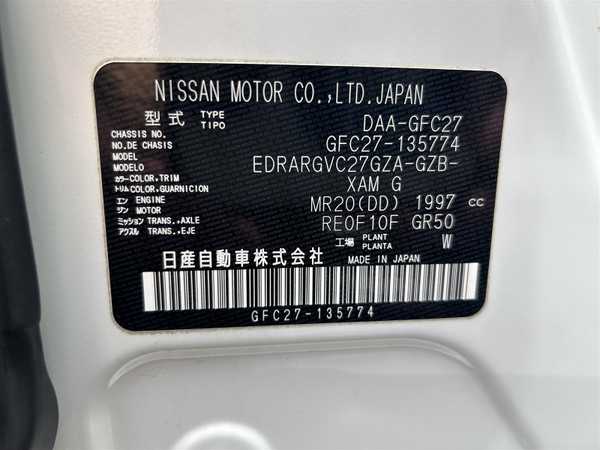 NISSAN MOTOR CO.,LTD.JAPAN
型式 TYPE TIPO DAA-GFC27
CHASSIS NO. NO.DE CHASIS GFC27-135774
MODEL MODELO EDRARGVC27GZA-GZB-
カラー COLOR,TRIM トリム COLOR,GUARNICION XAM G
エンジン ENGINE MOTOR MR20(DD) 1997 cc
ミッション TRANS.,AXLE アクスル TRANS.,EJE RE0F10F GR50
工場 PLANT PLANTA W
日産自動車株式会社 MADE IN JAPAN
GFC27-135774